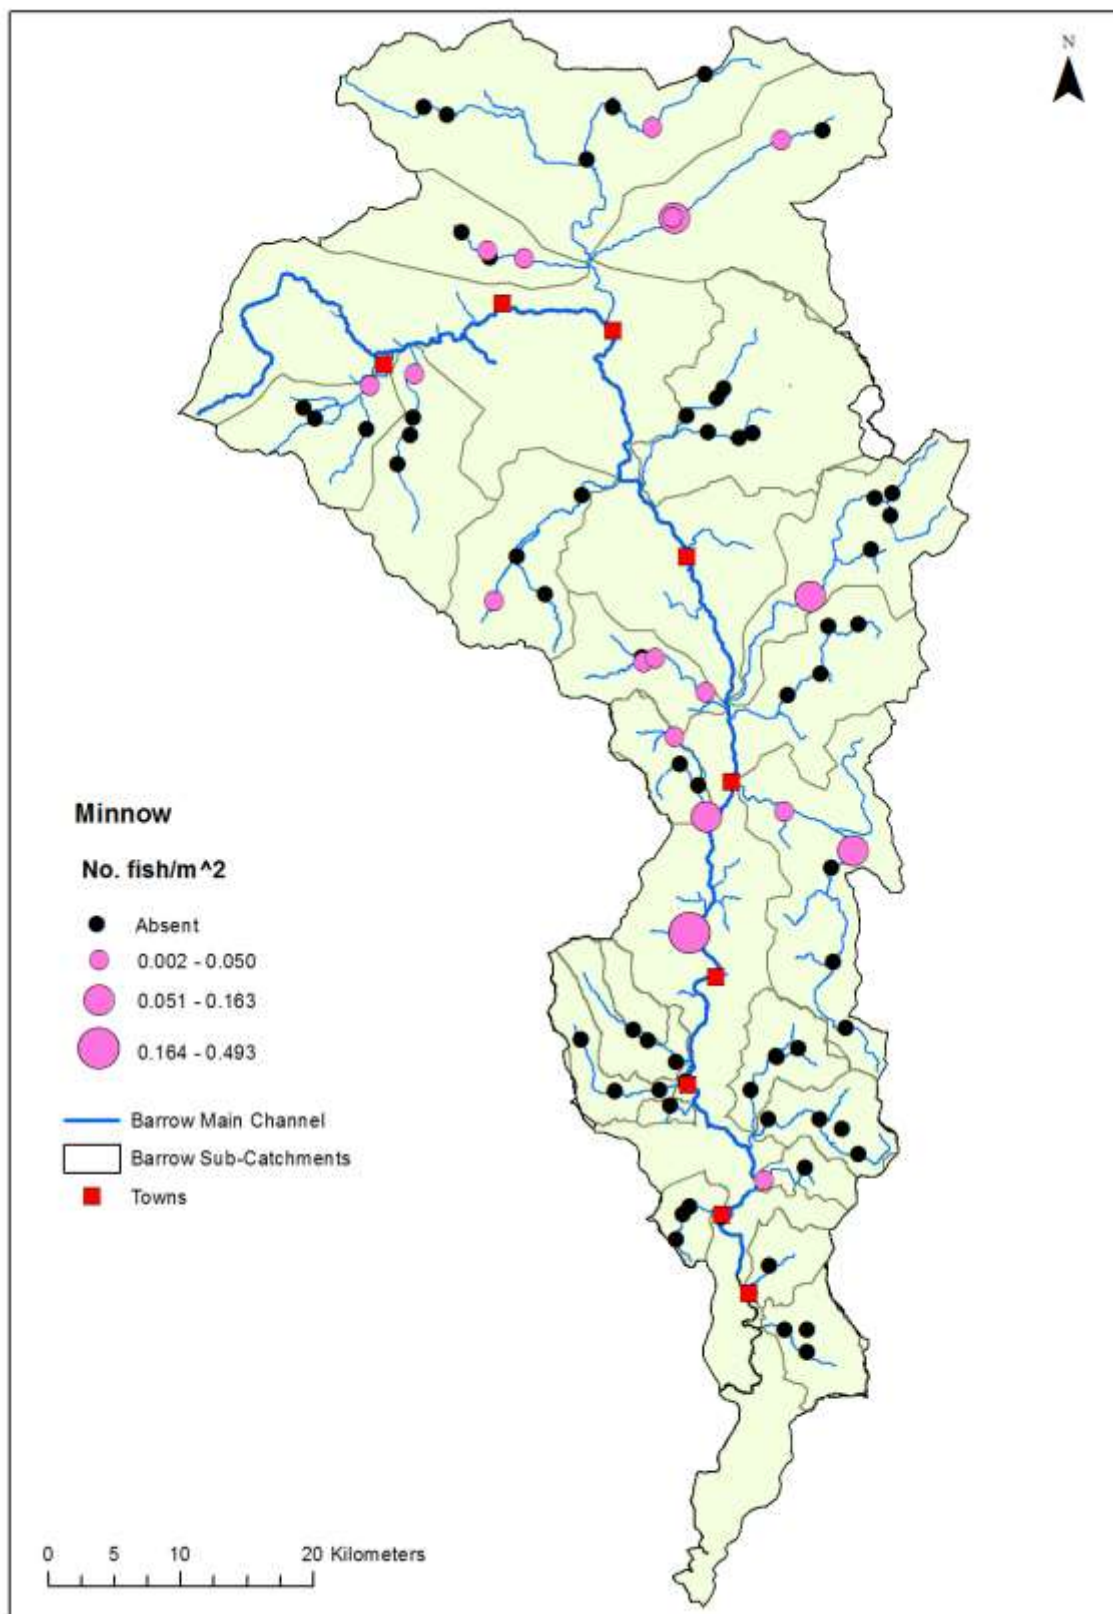 N
Minnow
No. fish/m^2
Absent
0.002 - 0.050
0.051 - 0.163
0.164 - 0.493
Barrow Main Channel
Barrow Sub-Catchments
Towns
0 5 10 20 Kilometers